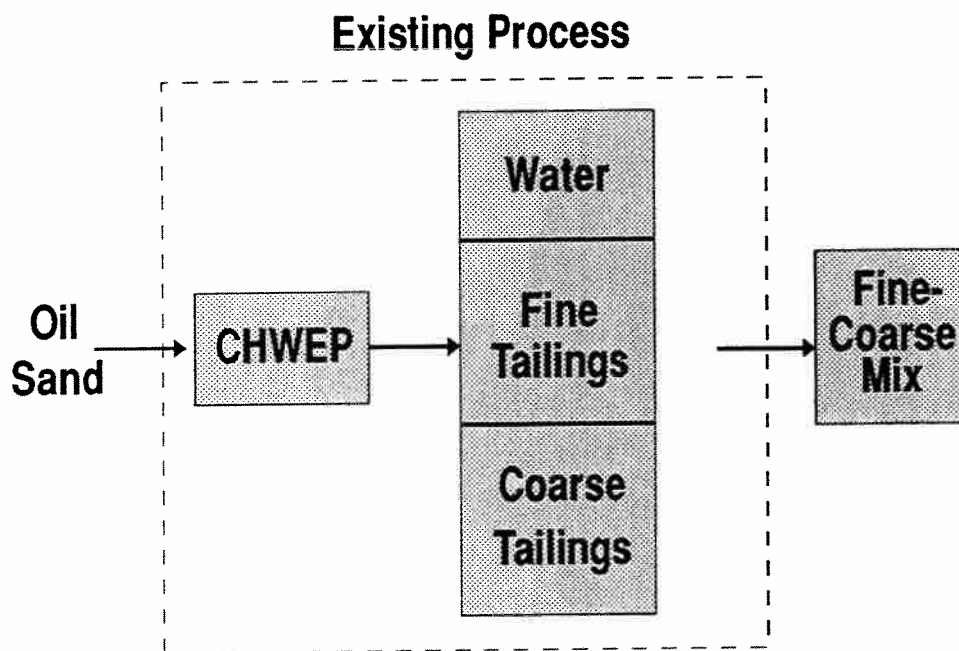 Existing Process
Water
Oil
Sand
CHWEP
Fine
Tailings
Fine-
Coarse
Mix
Coarse
Tailings